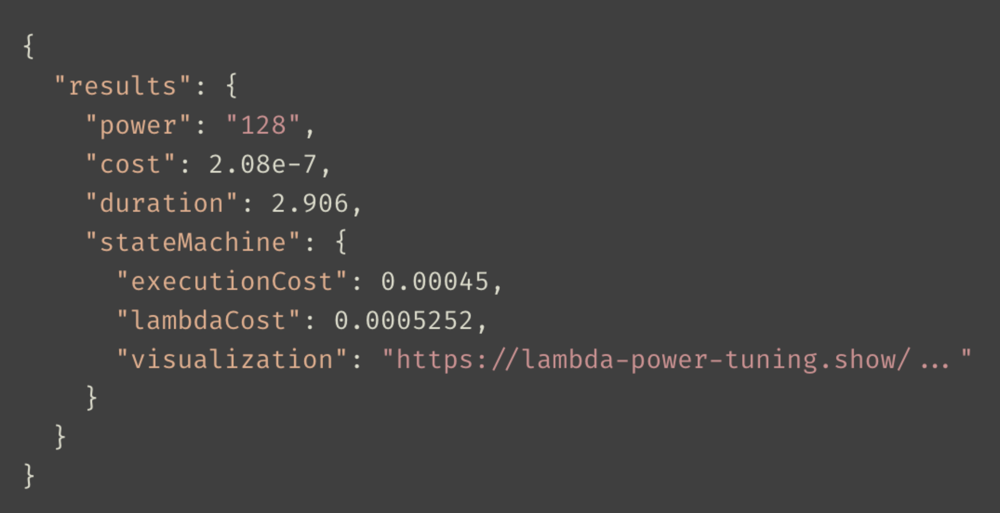 {
  "results": {
    "power": "128",
    "cost": 2.08e-7,
    "duration": 2.906,
    "stateMachine": {
      "executionCost": 0.00045,
      "lambdaCost": 0.0005252,
      "visualization": "https://lambda-power-tuning.show/..."
    }
  }
}